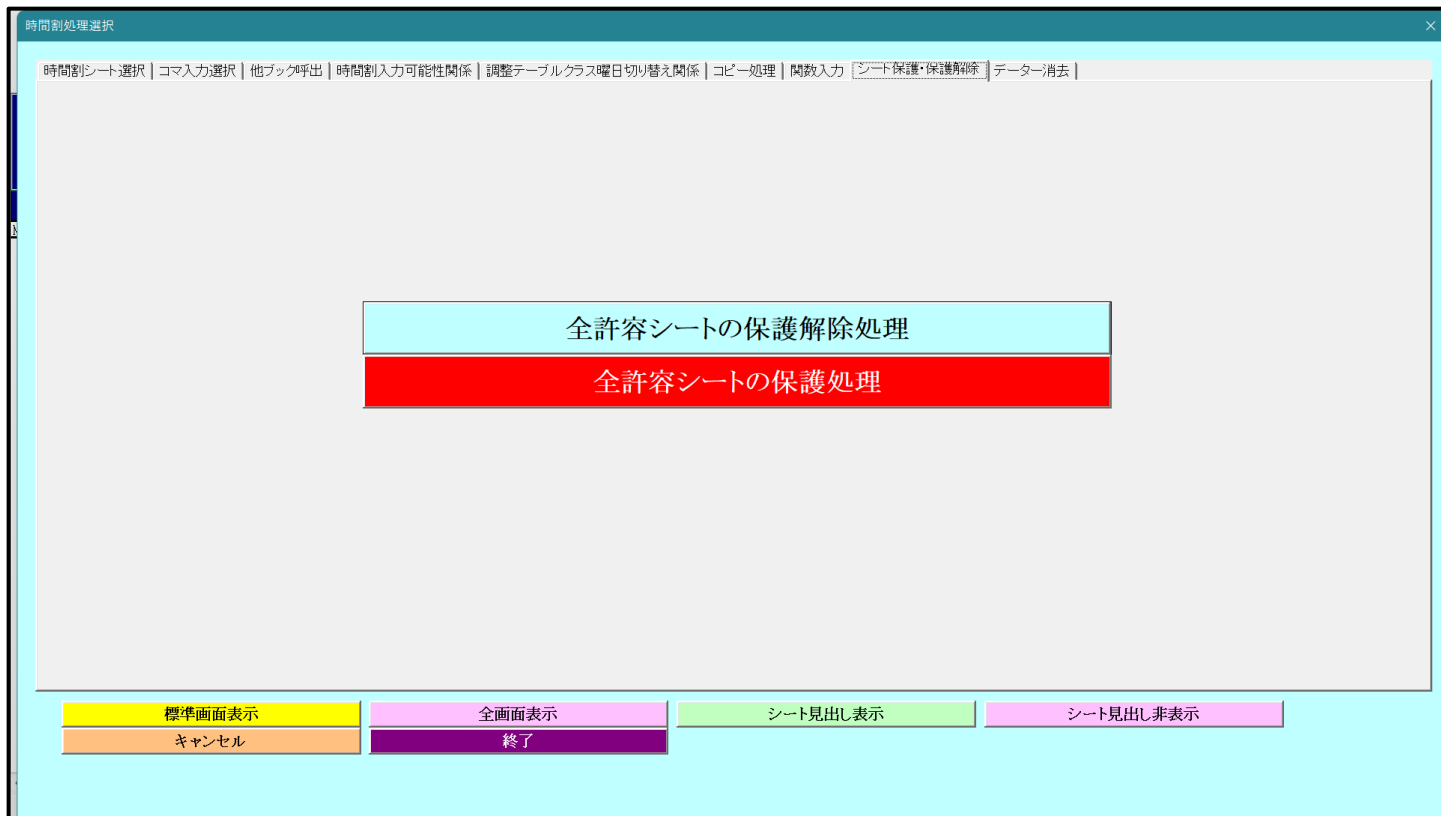 時間割処理選択
時間割シート選択 コマ入力選択 他ブック呼出 時間割入力可能性関係 調整テーブルクラス曜日切り替え関係 コピー処理 関数入力 シート保護・保護解除 データー消去
全許容シートの保護解除処理
全許容シートの保護処理
標準画面表示 全画面表示 シート見出し表示 シート見出し非表示
キャンセル 終了